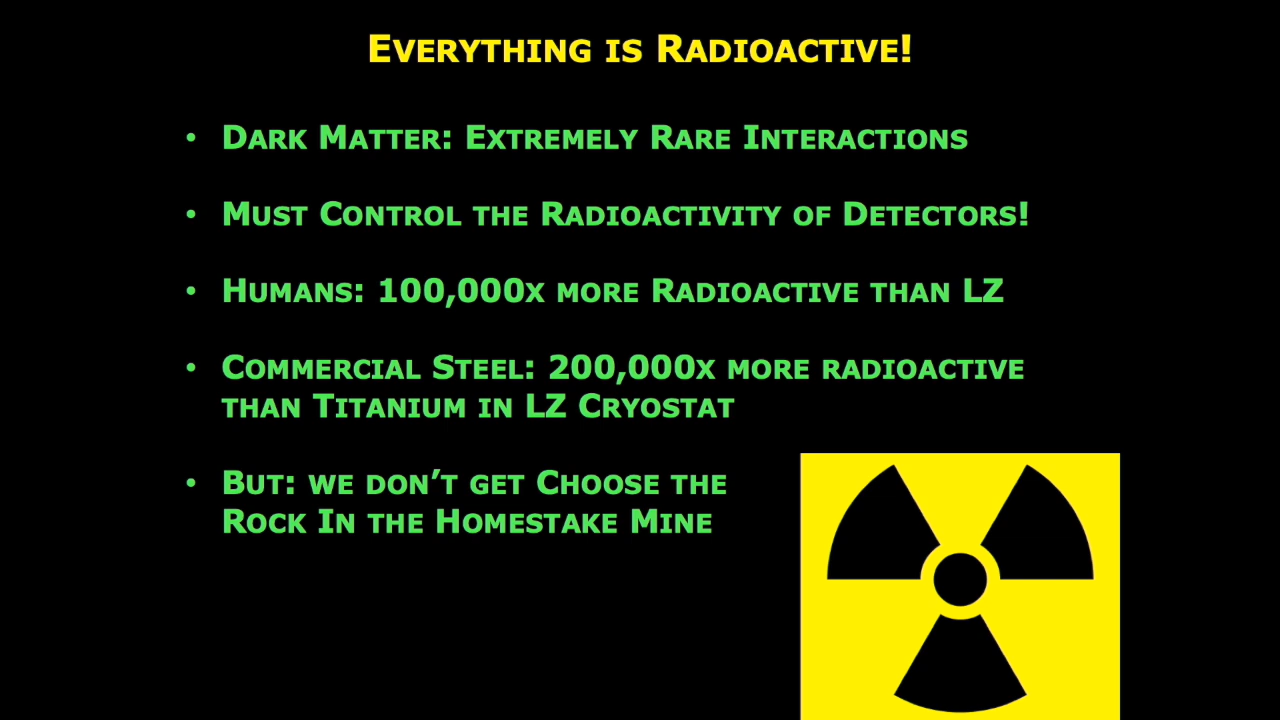 Everything is Radioactive!
• Dark Matter: Extremely Rare Interactions
• Must Control the Radioactivity of Detectors!
• Humans: 100,000x more Radioactive than LZ
• Commercial Steel: 200,000x more radioactive
than Titanium in LZ Cryostat
• But: we don’t get Choose the
Rock In the Homestake Mine